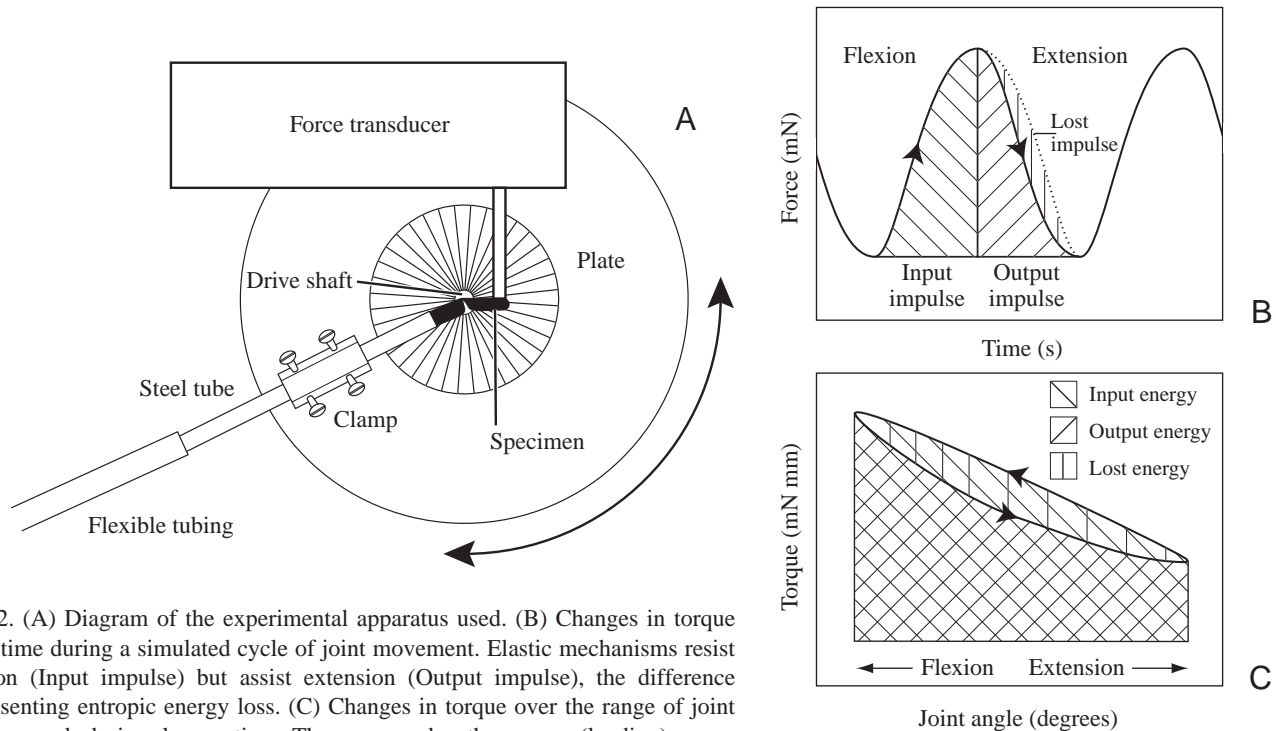 Force transducer
A
Plate
Drive shaft
Steel tube
Clamp
Specimen
Flexible tubing
Flexion
Extension
Lost
impulse
Force (mN)
Input
impulse
Output
impulse
B
Time (s)
Input energy
Output energy
Lost energy
Torque (mN mm)
Flexion
Extension
C
Joint angle (degrees)
2. (A) Diagram of the experimental apparatus used. (B) Changes in torque
time during a simulated cycle of joint movement. Elastic mechanisms resist
on (Input impulse) but assist extension (Output impulse), the difference
senting entropic energy loss. (C) Changes in torque over the range of joint